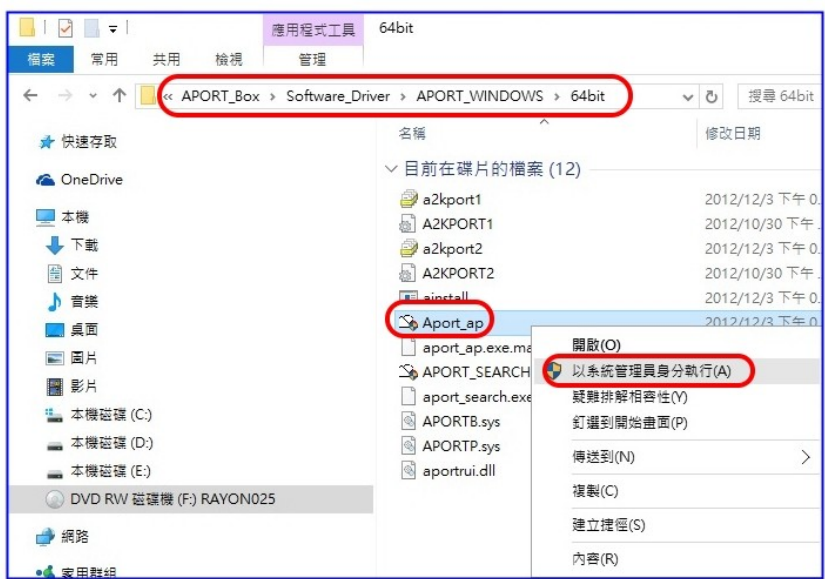 應用程式工具 64bit
檔案 常用 共用 檢視 管理
« APORT_Box > Software_Driver > APORT_WINDOWS > 64bit 搜尋 64bit
名稱 修改日期
快速存取
OneDrive
本機
下載
文件
音樂
桌面
圖片
影片
本機磁碟 (C:)
本機磁碟 (D:)
本機磁碟 (E:)
DVD RW 磁碟機 (F:) RAYON025
網路
家用群組
目前在碟片的檔案 (12)
a2kport1 2012/12/3 下午 0.
A2KPORT1 2012/10/30 下午 .
a2kport2 2012/12/3 下午 0.
A2KPORT2 2012/10/30 下午 .
ainstall 2012/12/3 下午 0.
Aport_ap 2012/12/3 下午 0
aport_ap.exe.ma
APORT_SEARCH
aport_search.exe
APORTB.sys
APORTP.sys
aportrui.dll
開啟(O)
以系統管理員身分執行(A)
疑難排解相容性(Y)
釘選到開始畫面(P)
傳送到(N)
複製(C)
建立捷徑(S)
內容(R)